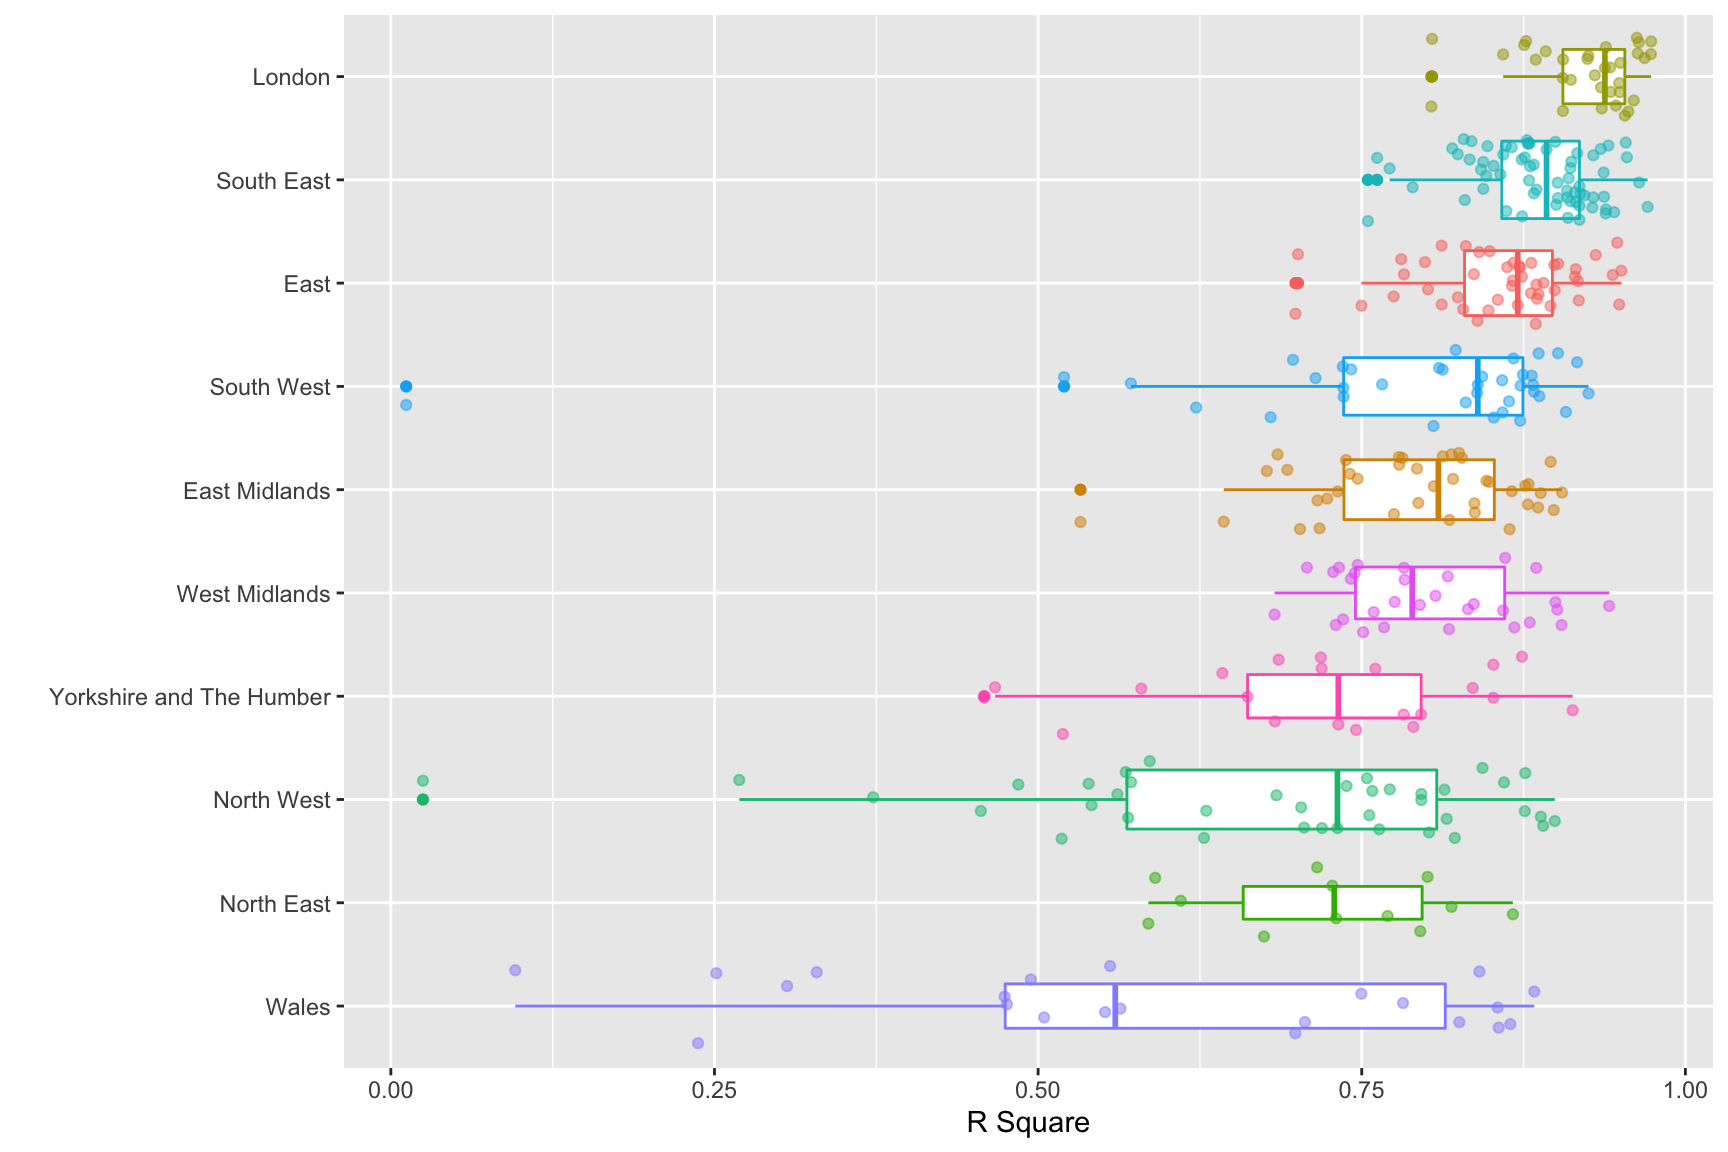 London
South East
East
South West
East Midlands
West Midlands
Yorkshire and The Humber
North West
North East
Wales
0.00 0.25 0.50 0.75 1.00
R Square